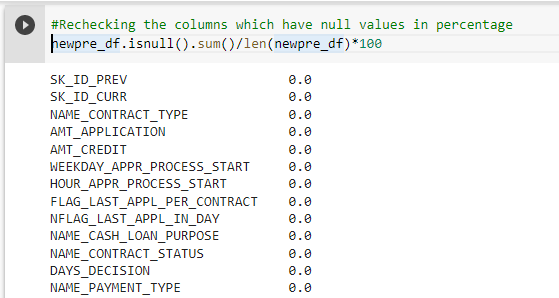 #Rechecking the columns which have null values in percentage
newpre_df.isnull().sum()/len(newpre_df)*100
SK_ID_PREV 0.0
SK_ID_CURR 0.0
NAME_CONTRACT_TYPE 0.0
AMT_APPLICATION 0.0
AMT_CREDIT 0.0
WEEKDAY_APPR_PROCESS_START 0.0
HOUR_APPR_PROCESS_START 0.0
FLAG_LAST_APPL_PER_CONTRACT 0.0
NFLAG_LAST_APPL_IN_DAY 0.0
NAME_CASH_LOAN_PURPOSE 0.0
NAME_CONTRACT_STATUS 0.0
DAYS_DECISION 0.0
NAME_PAYMENT_TYPE 0.0